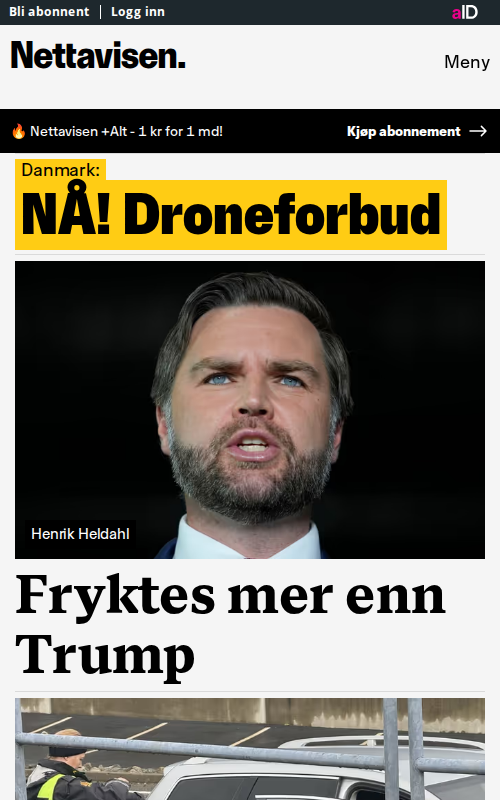 Bli abonnent
Logg inn
aID
Nettavisen.
Meny
🔥 Nettavisen +Alt - 1 kr for 1 md!
Kjøp abonnement →
Danmark:
NÅ! Droneforbud
Henrik Heldahl
Fryktes mer enn
Trump